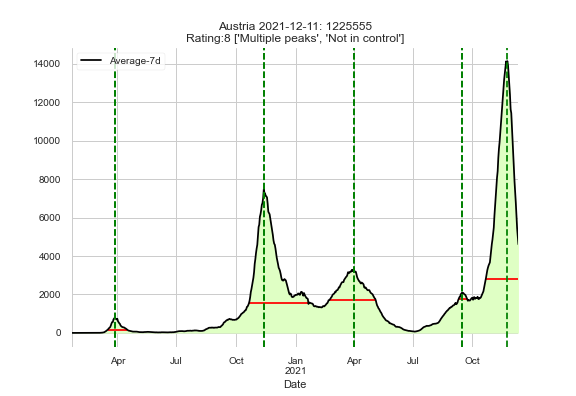 Austria 2021-12-11: 1225555
Rating:8 ['Multiple peaks', 'Not in control']
Average-7d
14000
12000
10000
8000
6000
4000
2000
0
Apr Jul Oct Jan Apr Jul Oct
2021
Date